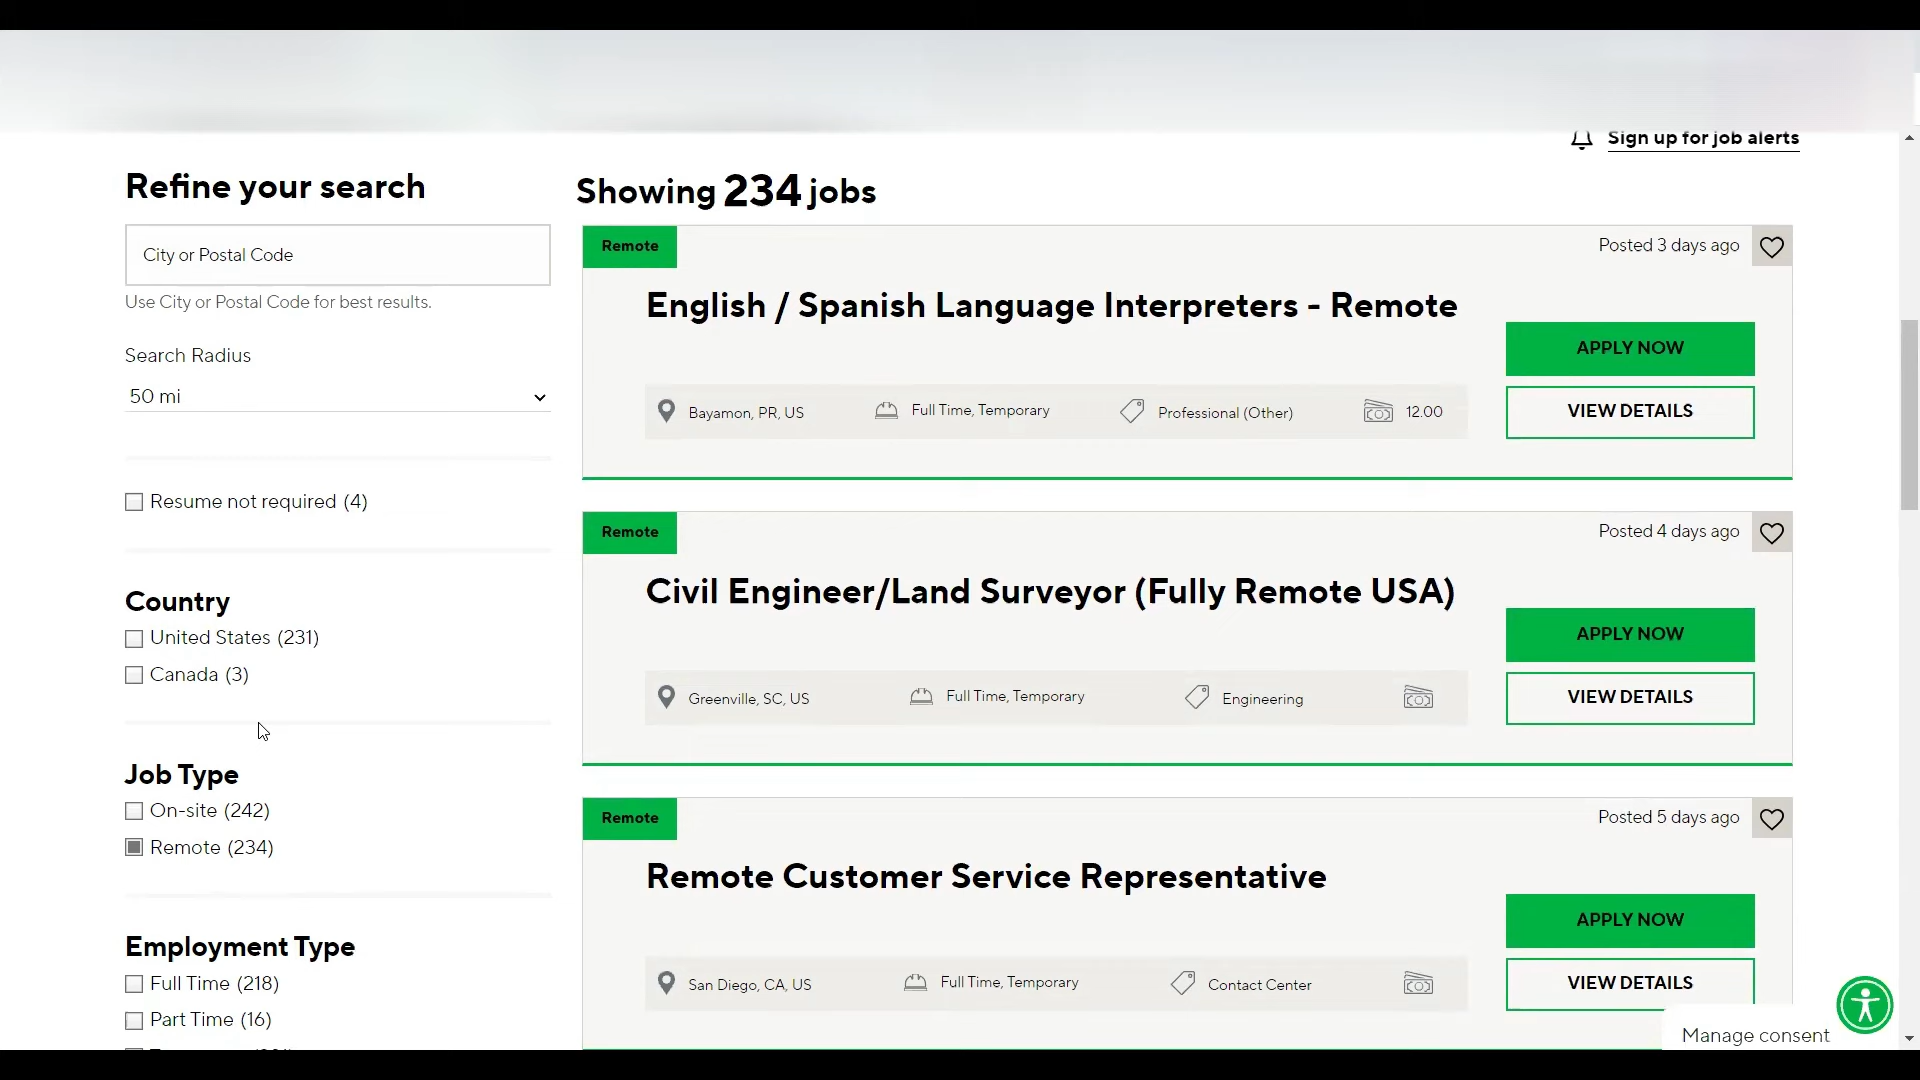 Sign up for job alerts
Refine your search
City or Postal Code
Use City or Postal Code for best results.
Search Radius
50 mi
Resume not required (4)
Country
United States (231)
Canada (3)
Job Type
On-site (242)
Remote (234)
Employment Type
Full Time (218)
Part Time (16)
Showing 234 jobs
Remote
Posted 3 days ago
English / Spanish Language Interpreters - Remote
APPLY NOW
Bayamon, PR, US
Full Time, Temporary
Professional (Other)
12.00
VIEW DETAILS
Remote
Posted 4 days ago
Civil Engineer/Land Surveyor (Fully Remote USA)
APPLY NOW
Greenville, SC, US
Full Time, Temporary
Engineering
VIEW DETAILS
Remote
Posted 5 days ago
Remote Customer Service Representative
APPLY NOW
San Diego, CA, US
Full Time, Temporary
Contact Center
VIEW DETAILS
Manage consent